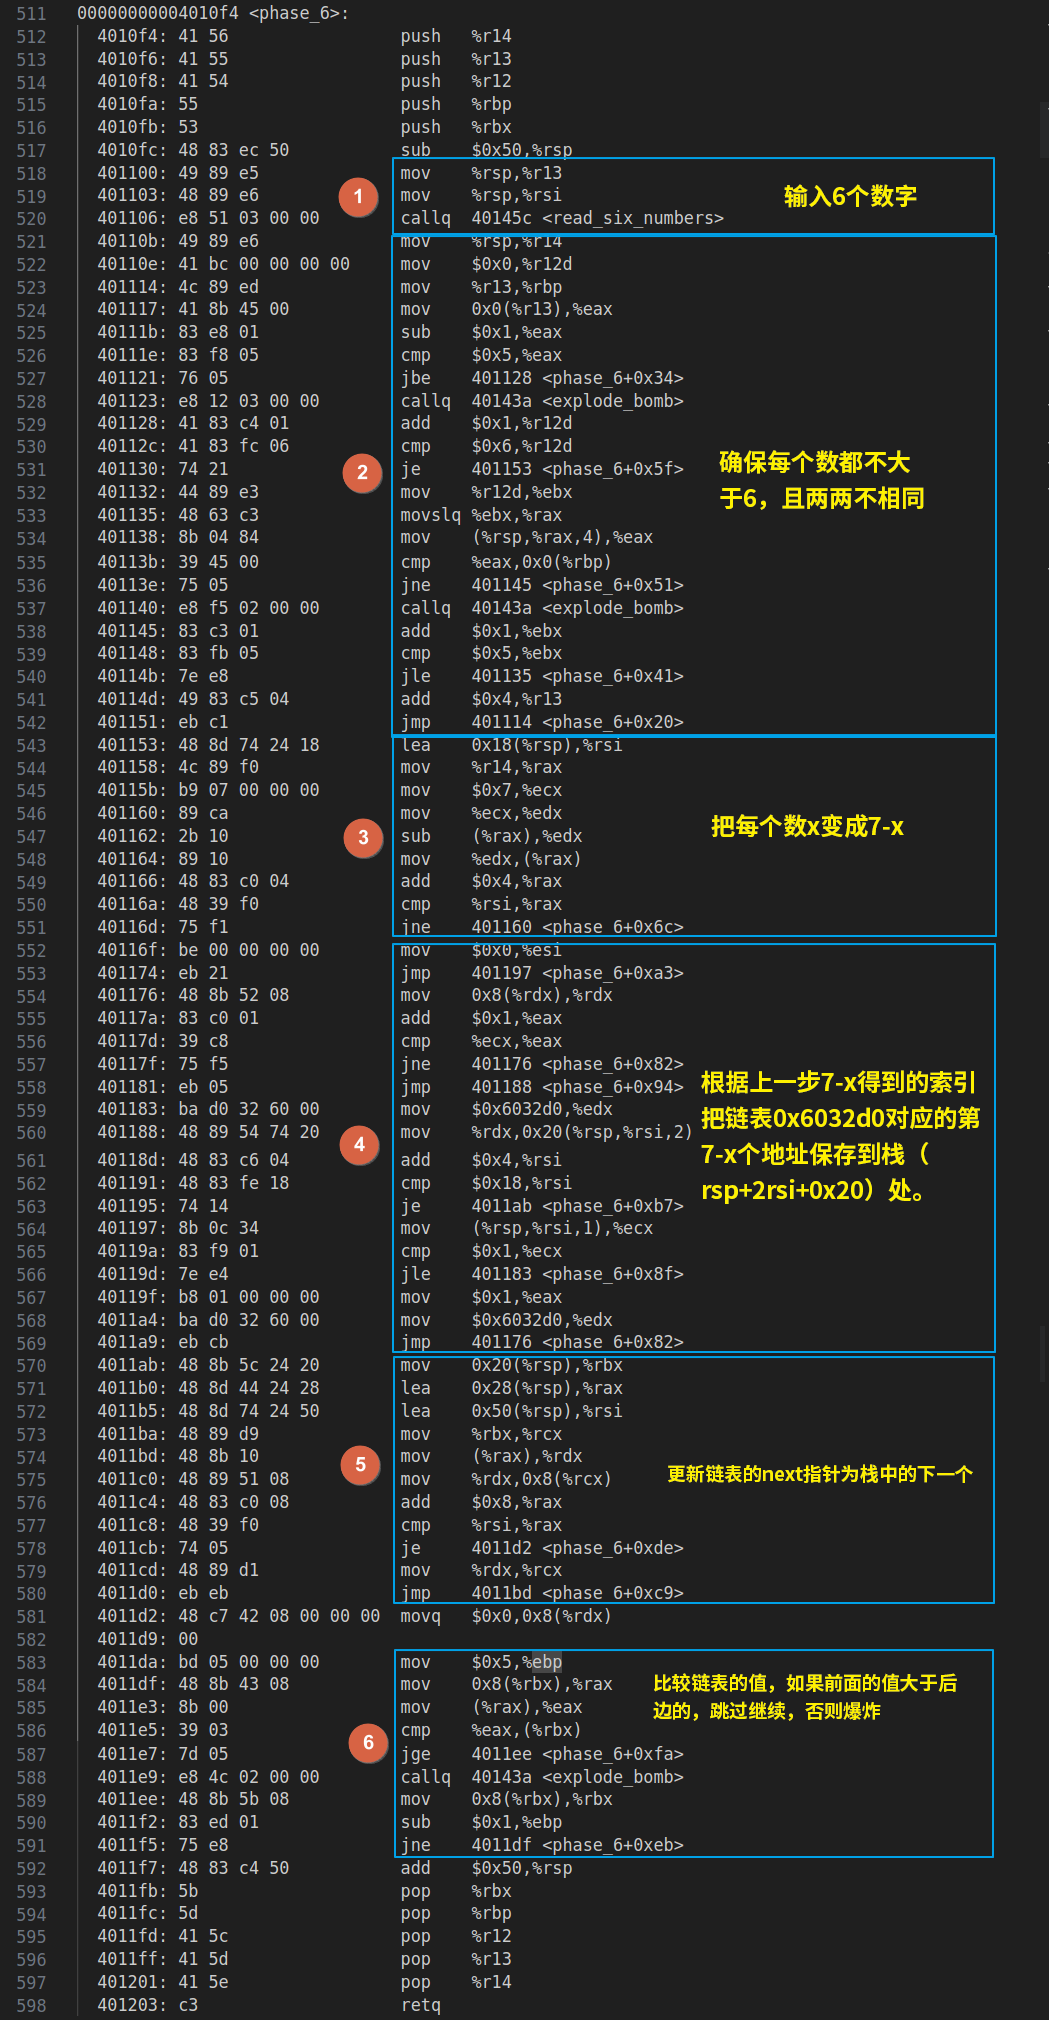 511 00000000004010f4 <phase_6>:
512 4010f4: 41 56 push %r14
513 4010f6: 41 55 push %r13
514 4010f8: 41 54 push %r12
515 4010fa: 55 push %rbp
516 4010fb: 53 push %rbx
517 4010fc: 48 83 ec 50 sub $0x50,%rsp
518 401100: 49 89 e5 mov %rsp,%r13
519 401103: 48 89 e6 mov %rsp,%rsi
1
输入6个数字
520 401106: e8 51 03 00 00 callq 40145c <read_six_numbers>
521 40110b: 49 89 e6 mov %rsp,%r14
522 40110e: 41 bc 00 00 00 00 mov $0x0,%r12d
523 401114: 4c 89 ed mov %r13,%rbp
524 401117: 41 8b 45 00 mov 0x0(%r13),%eax
525 40111b: 83 e8 01 sub $0x1,%eax
526 40111e: 83 f8 05 cmp $0x5,%eax
527 401121: 76 05 jbe 401128 <phase_6+0x34>
528 401123: e8 12 03 00 00 callq 40143a <explode_bomb>
529 401128: 41 83 c4 01 add $0x1,%r12d
530 40112c: 41 83 fc 06 cmp $0x6,%r12d
531 401130: 74 21 je 401153 <phase_6+0x5f>
2
确保每个数都不大
于6，且两两不相同
532 401132: 44 89 e3 mov %r12d,%ebx
533 401135: 48 63 c3 movslq %ebx,%rax
534 401138: 8b 04 84 mov (%rsp,%rax,4),%eax
535 40113b: 39 45 00 cmp %eax,0x0(%rbp)
536 40113e: 75 05 jne 401145 <phase_6+0x51>
537 401140: e8 f5 02 00 00 callq 40143a <explode_bomb>
538 401145: 83 c3 01 add $0x1,%ebx
539 401148: 83 fb 05 cmp $0x5,%ebx
540 40114b: 7e e8 jle 401135 <phase_6+0x41>
541 40114d: 49 83 c5 04 add $0x4,%r13
542 401151: eb c1 jmp 401114 <phase_6+0x20>
543 401153: 48 8d 74 24 18 lea 0x18(%rsp),%rsi
544 401158: 4c 89 f0 mov %r14,%rax
545 40115b: b9 07 00 00 00 mov $0x7,%ecx
546 401160: 89 ca mov %ecx,%edx
547 401162: 2b 10 sub (%rax),%edx
3
把每个数x变成7-x
548 401164: 89 10 mov %edx,(%rax)
549 401166: 48 83 c0 04 add $0x4,%rax
550 40116a: 48 39 f0 cmp %rsi,%rax
551 40116d: 75 f1 jne 401160 <phase_6+0x6c>
552 40116f: be 00 00 00 00 mov $0x0,%esi
553 401174: eb 21 jmp 401197 <phase_6+0xa3>
554 401176: 48 8b 52 08 mov 0x8(%rdx),%rdx
555 40117a: 83 c0 01 add $0x1,%eax
556 40117d: 39 c8 cmp %ecx,%eax
557 40117f: 75 f5 jne 401176 <phase_6+0x82>
558 401181: eb 05 jmp 401188 <phase_6+0x94>
559 401183: ba d0 32 60 00 mov $0x6032d0,%edx
560 401188: 48 89 54 74 20 mov %rdx,0x20(%rsp,%rsi,2)
4
根据上一步7-x得到的索引
把链表0x6032d0对应的第
7-x个地址保存到栈（
rsp+2rsi+0x20）处。
561 40118d: 48 83 c6 04 add $0x4,%rsi
562 401191: 48 83 fe 18 cmp $0x18,%rsi
563 401195: 74 14 je 4011ab <phase_6+0xb7>
564 401197: 8b 0c 34 mov (%rsp,%rsi,1),%ecx
565 40119a: 83 f9 01 cmp $0x1,%ecx
566 40119d: 7e e4 jle 401183 <phase_6+0x8f>
567 40119f: b8 01 00 00 00 mov $0x1,%eax
568 4011a4: ba d0 32 60 00 mov $0x6032d0,%edx
569 4011a9: eb cb jmp 401176 <phase_6+0x82>
570 4011ab: 48 8b 5c 24 20 mov 0x20(%rsp),%rbx
571 4011b0: 48 8d 44 24 28 lea 0x28(%rsp),%rax
572 4011b5: 48 8d 74 24 50 lea 0x50(%rsp),%rsi
573 4011ba: 48 89 d9 mov %rbx,%rcx
574 4011bd: 48 8b 10 mov (%rax),%rdx
5
更新链表的next指针为栈中的下一个
575 4011c0: 48 89 51 08 mov %rdx,0x8(%rcx)
576 4011c4: 48 83 c0 08 add $0x8,%rax
577 4011c8: 48 39 f0 cmp %rsi,%rax
578 4011cb: 74 05 je 4011d2 <phase_6+0xde>
579 4011cd: 48 89 d1 mov %rdx,%rcx
580 4011d0: eb eb jmp 4011bd <phase_6+0xc9>
581 4011d2: 48 c7 42 08 00 00 00 movq $0x0,0x8(%rdx)
582 4011d9: 00
583 4011da: bd 05 00 00 00 mov $0x5,%ebp
584 4011df: 48 8b 43 08 mov 0x8(%rbx),%rax
585 4011e3: 8b 00 mov (%rax),%eax
586 4011e5: 39 03 cmp %eax,(%rbx)
6
比较链表的值，如果前面的值大于后
边的，跳过继续，否则爆炸
587 4011e7: 7d 05 jge 4011ee <phase_6+0xfa>
588 4011e9: e8 4c 02 00 00 callq 40143a <explode_bomb>
589 4011ee: 48 8b 5b 08 mov 0x8(%rbx),%rbx
590 4011f2: 83 ed 01 sub $0x1,%ebp
591 4011f5: 75 e8 jne 4011df <phase_6+0xeb>
592 4011f7: 48 83 c4 50 add $0x50,%rsp
593 4011fb: 5b pop %rbx
594 4011fc: 5d pop %rbp
595 4011fd: 41 5c pop %r12
596 4011ff: 41 5d pop %r13
597 401201: 41 5e pop %r14
598 401203: c3 retq